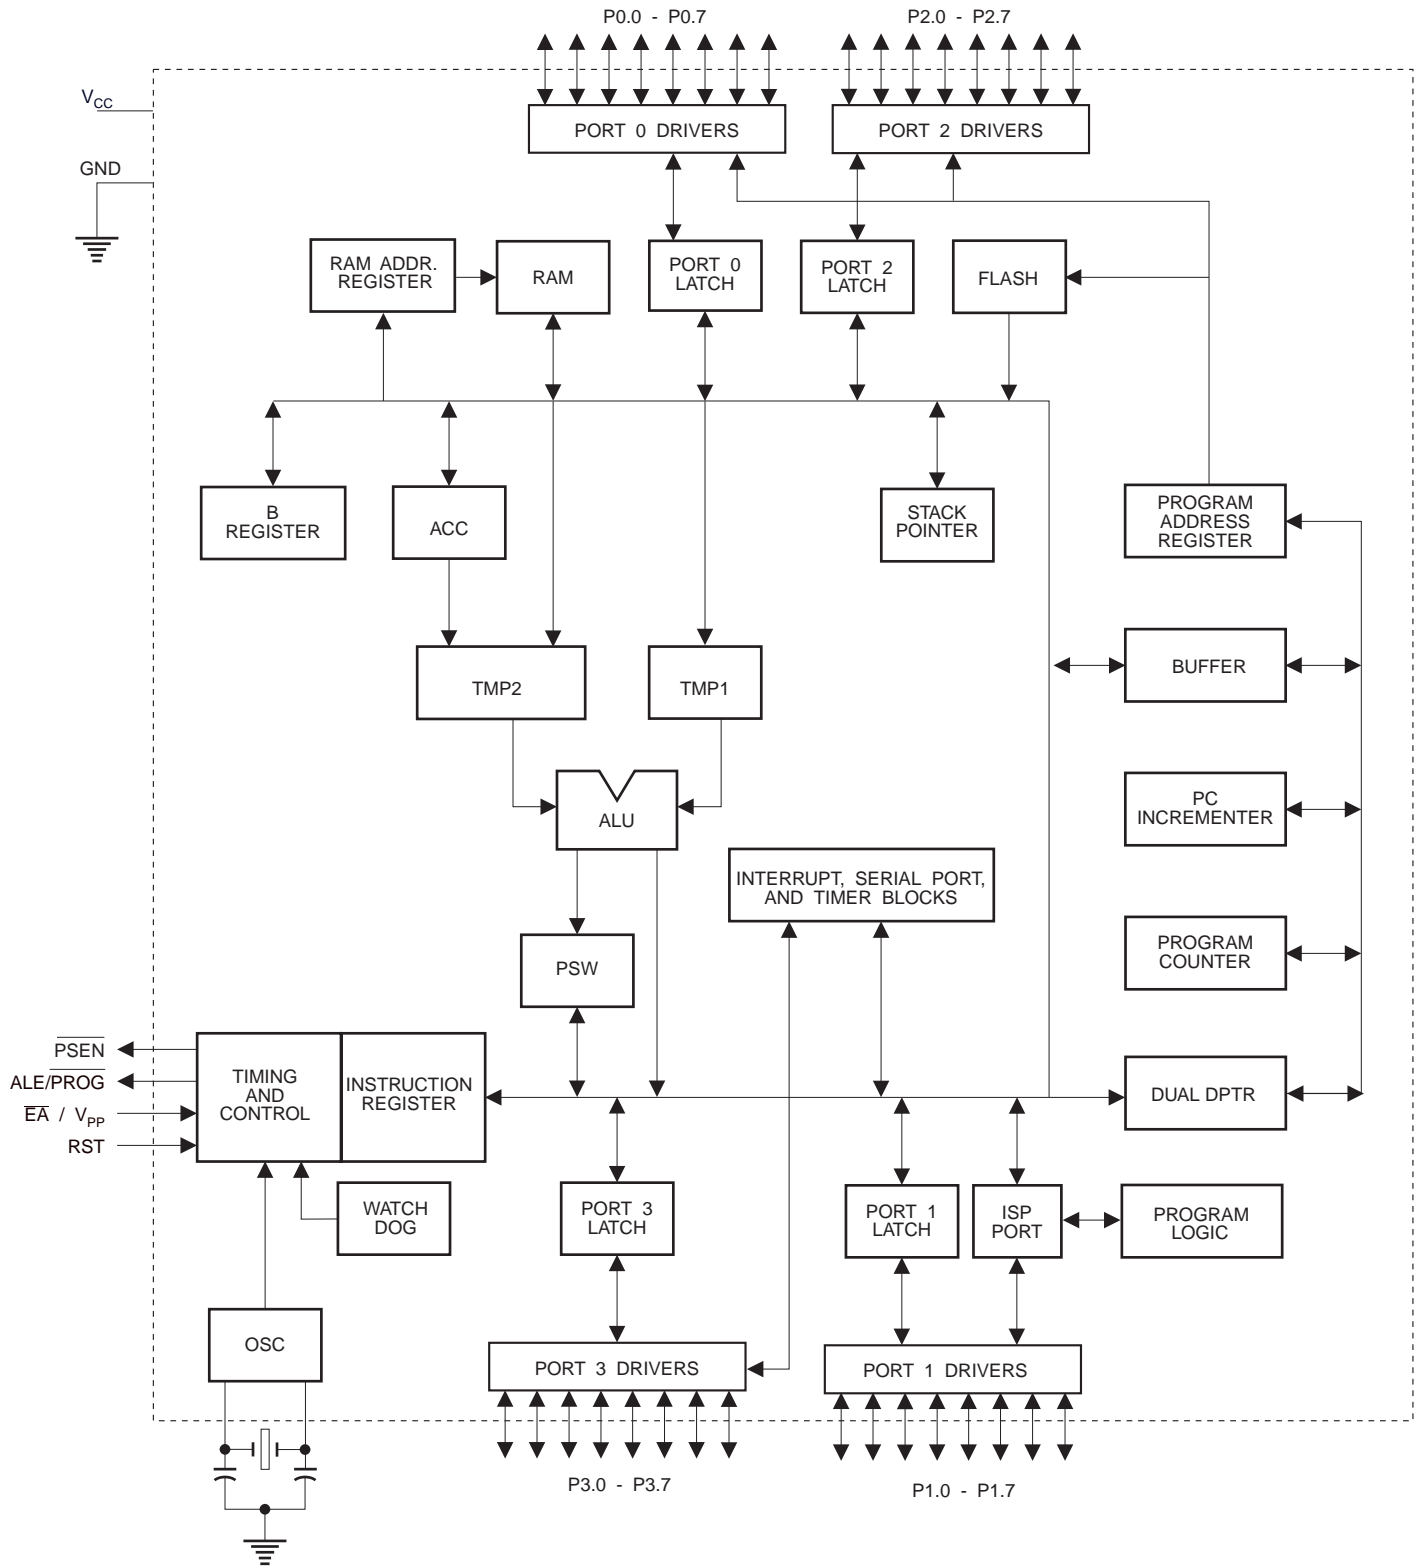 P0.0 - P0.7
P2.0 - P2.7
VCC
PORT 0 DRIVERS
PORT 2 DRIVERS
GND
RAM ADDR.
REGISTER
RAM
PORT 0
LATCH
PORT 2
LATCH
FLASH
B
REGISTER
ACC
STACK
POINTER
PROGRAM
ADDRESS
REGISTER
BUFFER
TMP2
TMP1
PC
INCREMENTER
ALU
INTERRUPT, SERIAL PORT,
AND TIMER BLOCKS
PROGRAM
COUNTER
PSW
PSEN
ALE/PROG
EA / VPP
RST
TIMING
AND
CONTROL
INSTRUCTION
REGISTER
DUAL DPTR
WATCH
DOG
PORT 3
LATCH
PORT 1
LATCH
ISP
PORT
PROGRAM
LOGIC
OSC
PORT 3 DRIVERS
PORT 1 DRIVERS
P3.0 - P3.7
P1.0 - P1.7